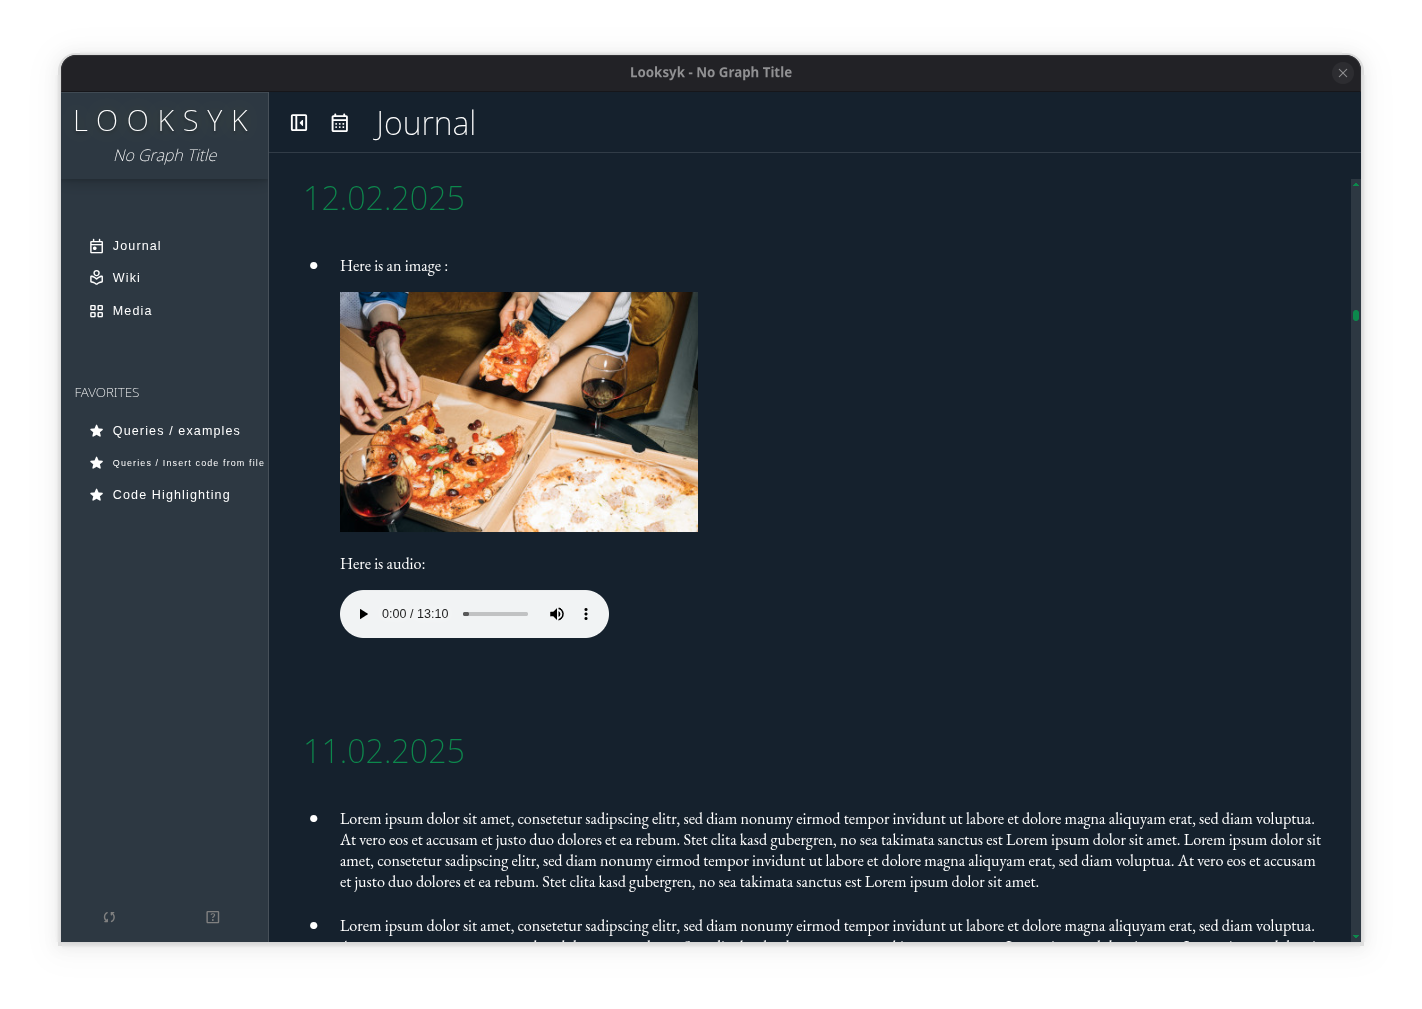 Looksyk - No Graph Title
LOOKSYK
No Graph Title
Journal
Journal
Wiki
Media
FAVORITES
Queries / examples
Queries / Insert code from file
Code Highlighting
12.02.2025
Here is an image :
Here is audio:
0:00 / 13:10
11.02.2025
Lorem ipsum dolor sit amet, consetetur sadipscing elitr, sed diam nonumy eirmod tempor invidunt ut labore et dolore magna aliquyam erat, sed diam voluptua.
At vero eos et accusam et justo duo dolores et ea rebum. Stet clita kasd gubergren, no sea takimata sanctus est Lorem ipsum dolor sit amet. Lorem ipsum dolor sit
amet, consetetur sadipscing elitr, sed diam nonumy eirmod tempor invidunt ut labore et dolore magna aliquyam erat, sed diam voluptua. At vero eos et accusam
et justo duo dolores et ea rebum. Stet clita kasd gubergren, no sea takimata sanctus est Lorem ipsum dolor sit amet.
Lorem ipsum dolor sit amet, consetetur sadipscing elitr, sed diam nonumy eirmod tempor invidunt ut labore et dolore magna aliquyam erat, sed diam voluptua.